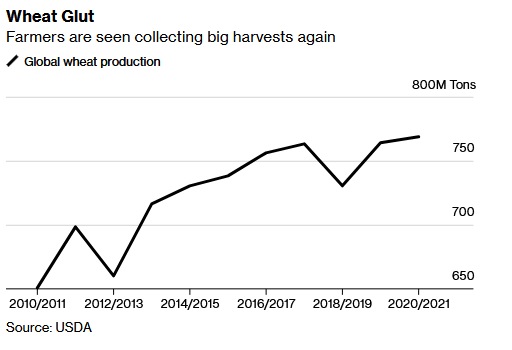 Wheat Glut
Farmers are seen collecting big harvests again
Global wheat production
800M Tons
750
700
650
2010/2011 2012/2013 2014/2015 2016/2017 2018/2019 2020/2021
Source: USDA